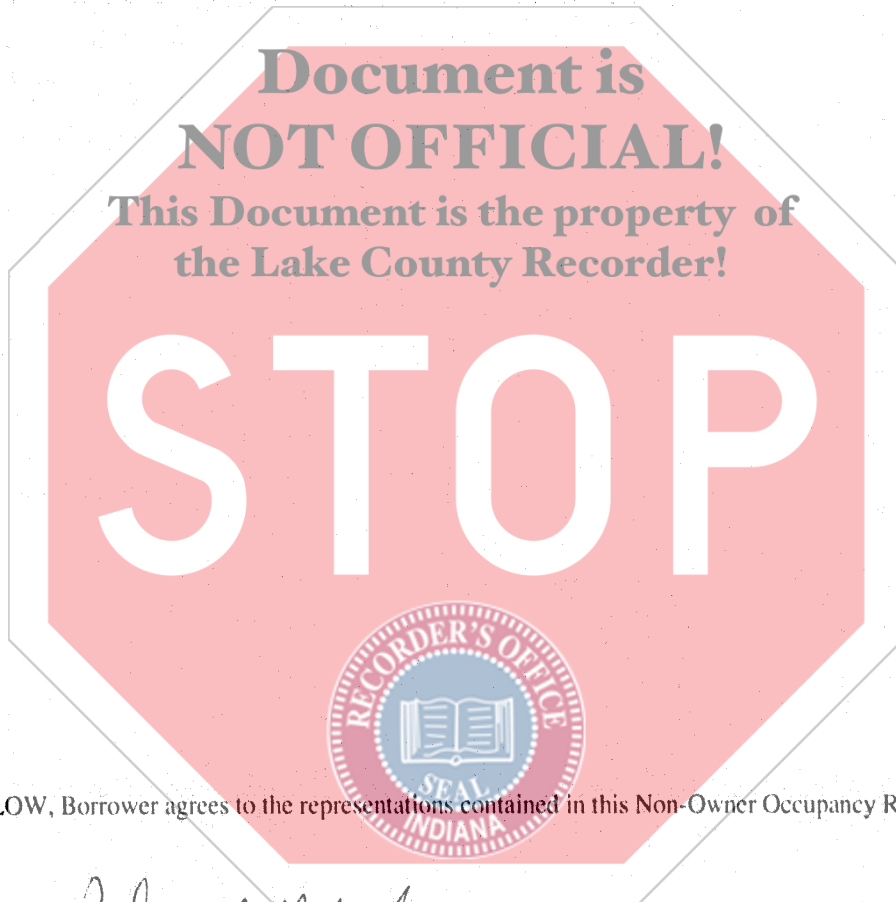 Document is
NOT OFFICIAL!
This Document is the property of
the Lake County Recorder!
STOP
RECORDER'S OFFICE
SEAL
INDIANA
LOW, Borrower agrees to the representations contained in this Non-Owner Occupancy R